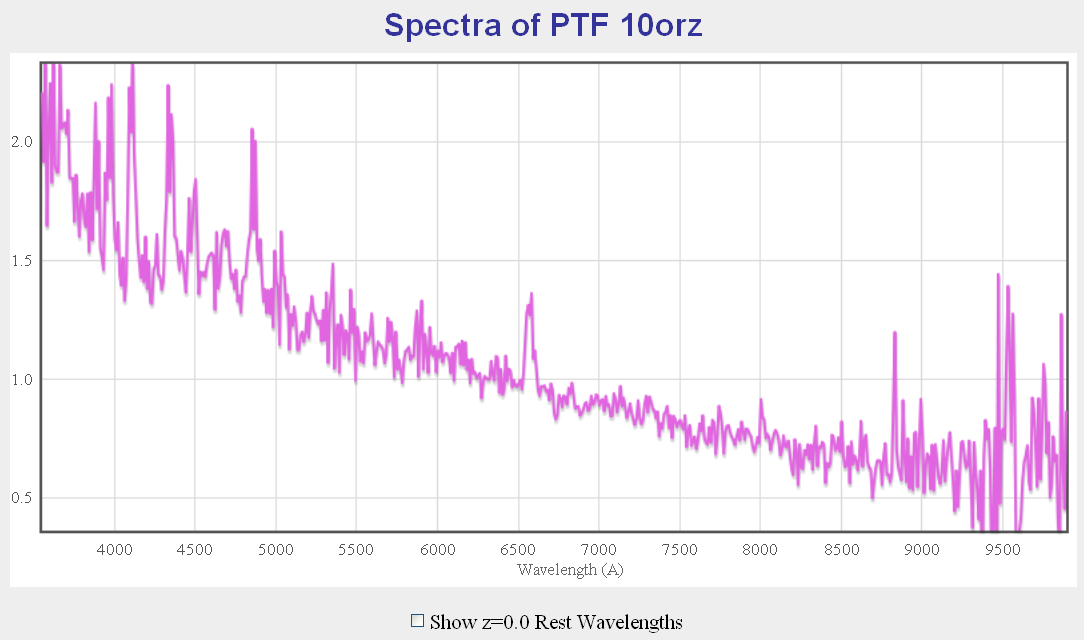 Spectra of PTF 10orz
2.0
1.5
1.0
0.5
4000 4500 5000 5500 6000 6500 7000 7500 8000 8500 9000 9500
Wavelength (A)
Show z=0.0 Rest Wavelengths